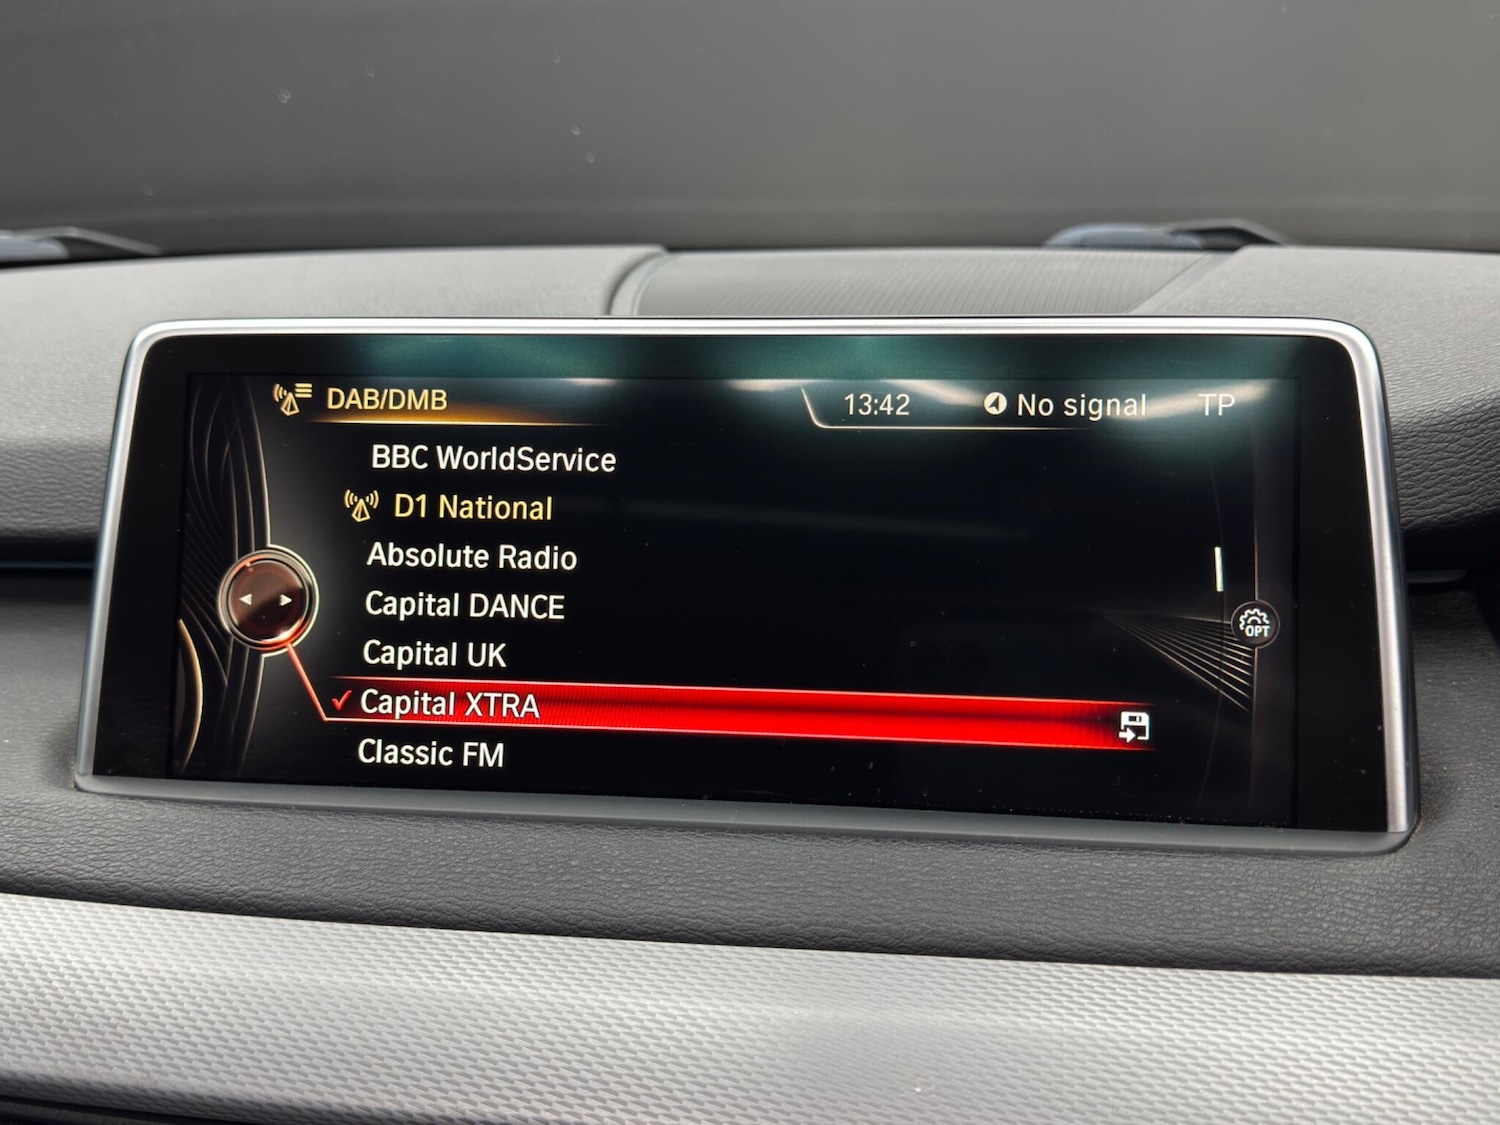 DAB/DMB 13:42 No signal TP
BBC WorldService
D1 National
Absolute Radio
Capital DANCE
Capital UK
OPT
Capital XTRA
Classic FM